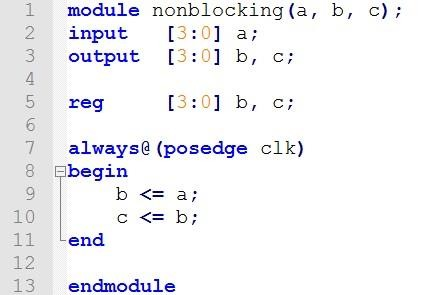 1 module nonblocking(a, b, c);
2 input [3:0] a;
3 output [3:0] b, c;
4
5 reg [3:0] b, c;
6
7 always@(posedge clk)
8 begin
9 b <= a;
10 c <= b;
11 end
12
13 endmodule